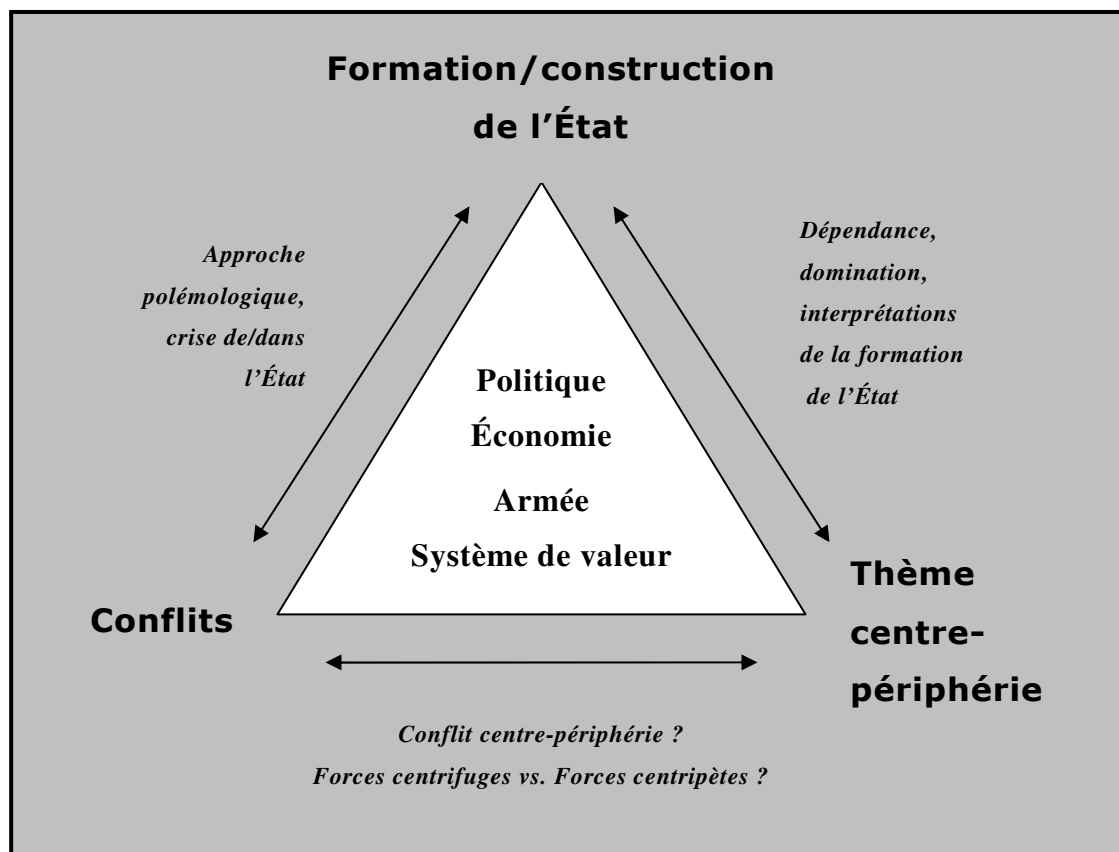 Formation/construction
de l’État
Approche
polémologique,
crise de/dans
l’État
Dépendance,
domination,
interprétations
de la formation
de l’État
Politique
Économie
Armée
Système de valeur
Conflits
Thème
centre-
périphérie
Conflit centre-périphérie ?
Forces centrifuges vs. Forces centripètes ?